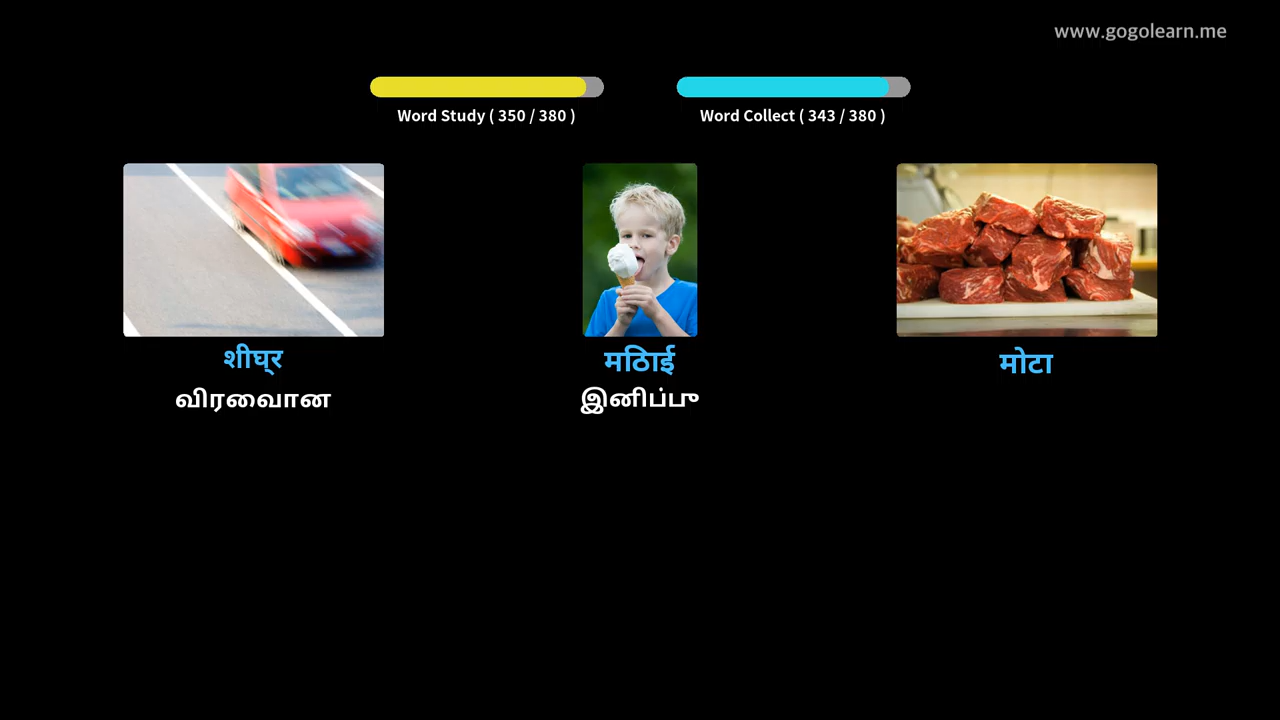 www.gogolearn.me
Word Study ( 350 / 380 )
Word Collect ( 343 / 380 )
शीघ्र
मिठाई
मोटा
விரைவான
இனிப்பு